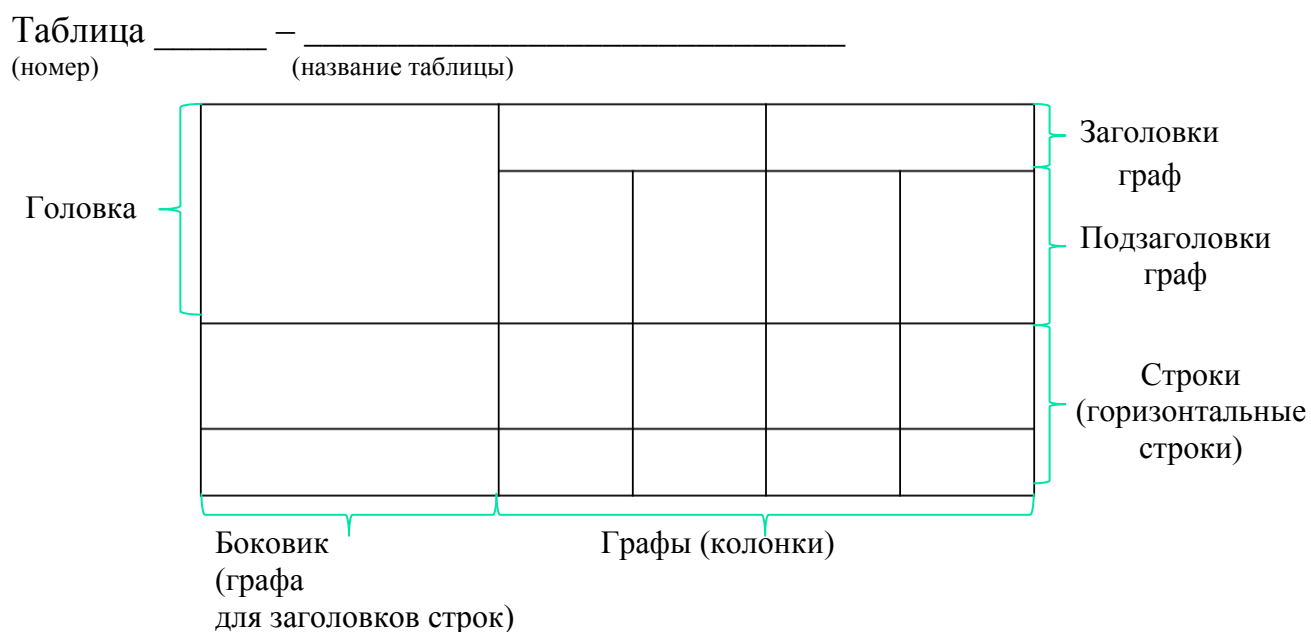 Таблица ______ – _____________________________
(номер) (название таблицы)
Заголовки
граф
Головка
Подзаголовки
граф
Строки
(горизонтальные
строки)
Боковик
(графа
для заголовков строк)
Графы (колонки)